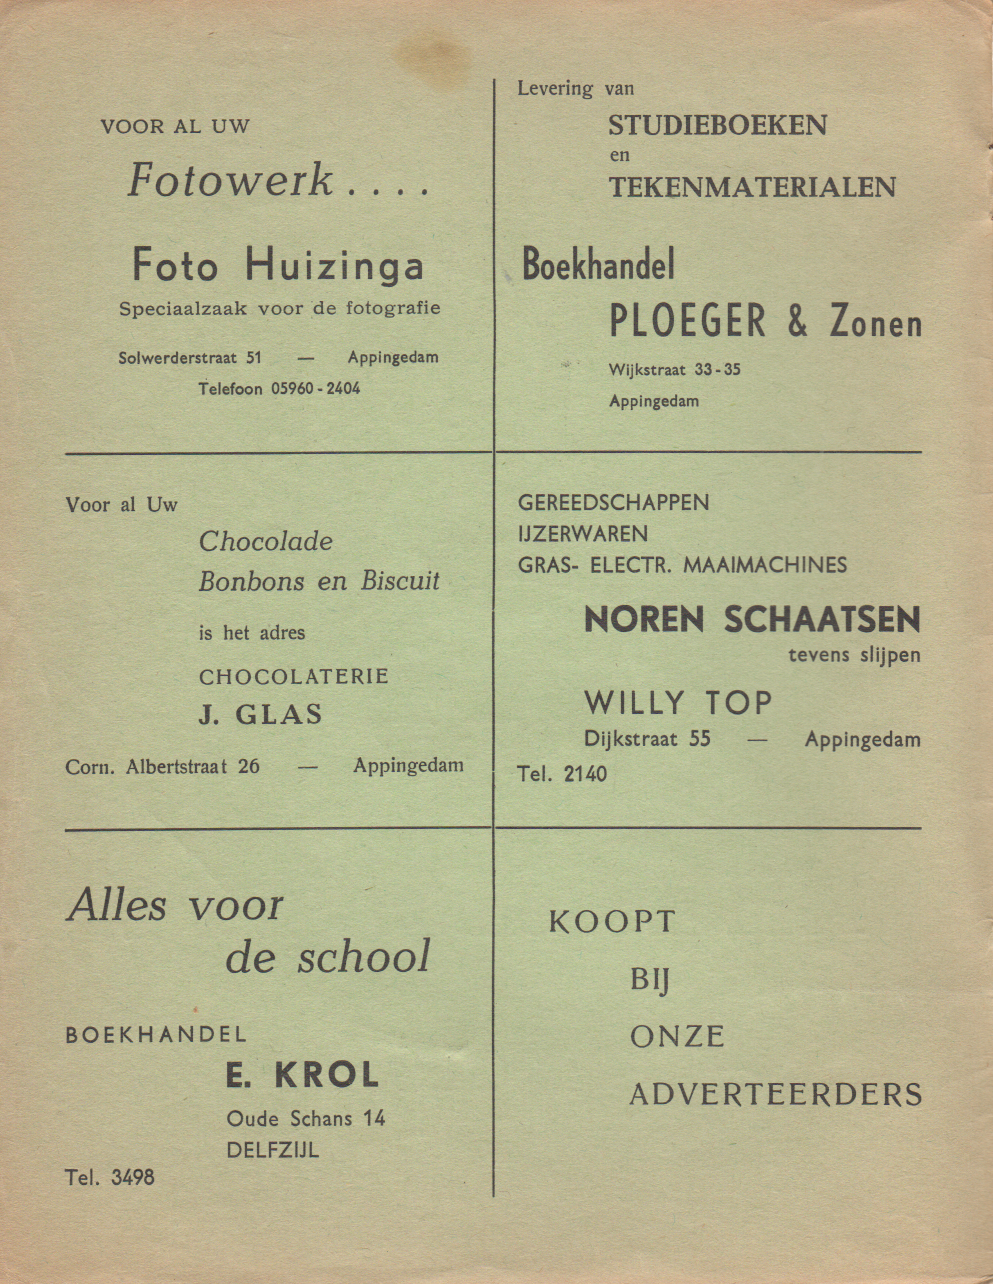 VOOR AL UW
Fotowerk....
Foto Huizinga
Speciaalzaak voor de fotografie
Solwerderstraat 51 — Appingedam
Telefoon 05960-2404
Levering van
STUDIEBOEKEN
en
TEKENMATERIALEN
Boekhandel
PLOEGER & Zonen
Wijkstraat 33-35
Appingedam
Voor al Uw
Chocolade
Bonbons en Biscuit
is het adres
CHOCOLATERIE
J. GLAS
Corn. Albertstraat 26 — Appingedam
GEREEDSCHAPPEN
IJZERWAREN
GRAS- ELECTR. MAAIMACHINES
NOREN SCHAATSEN
tevens slijpen
WILLY TOP
Dijkstraat 55 — Appingedam
Tel. 2140
Alles voor
de school
BOEKHANDEL
E. KROL
Oude Schans 14
DELFZIJL
Tel. 3498
KOOPT
BIJ
ONZE
ADVERTEERDERS